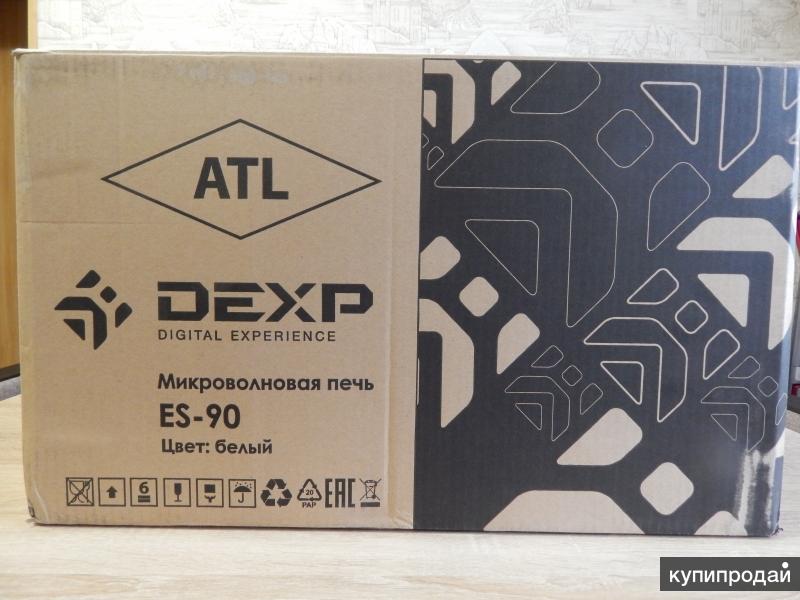 ATL
DEXP
DIGITAL EXPERIENCE
Микроволновая печь
ES-90
Цвет: белый
6
20
PAP
EAC
купипродай